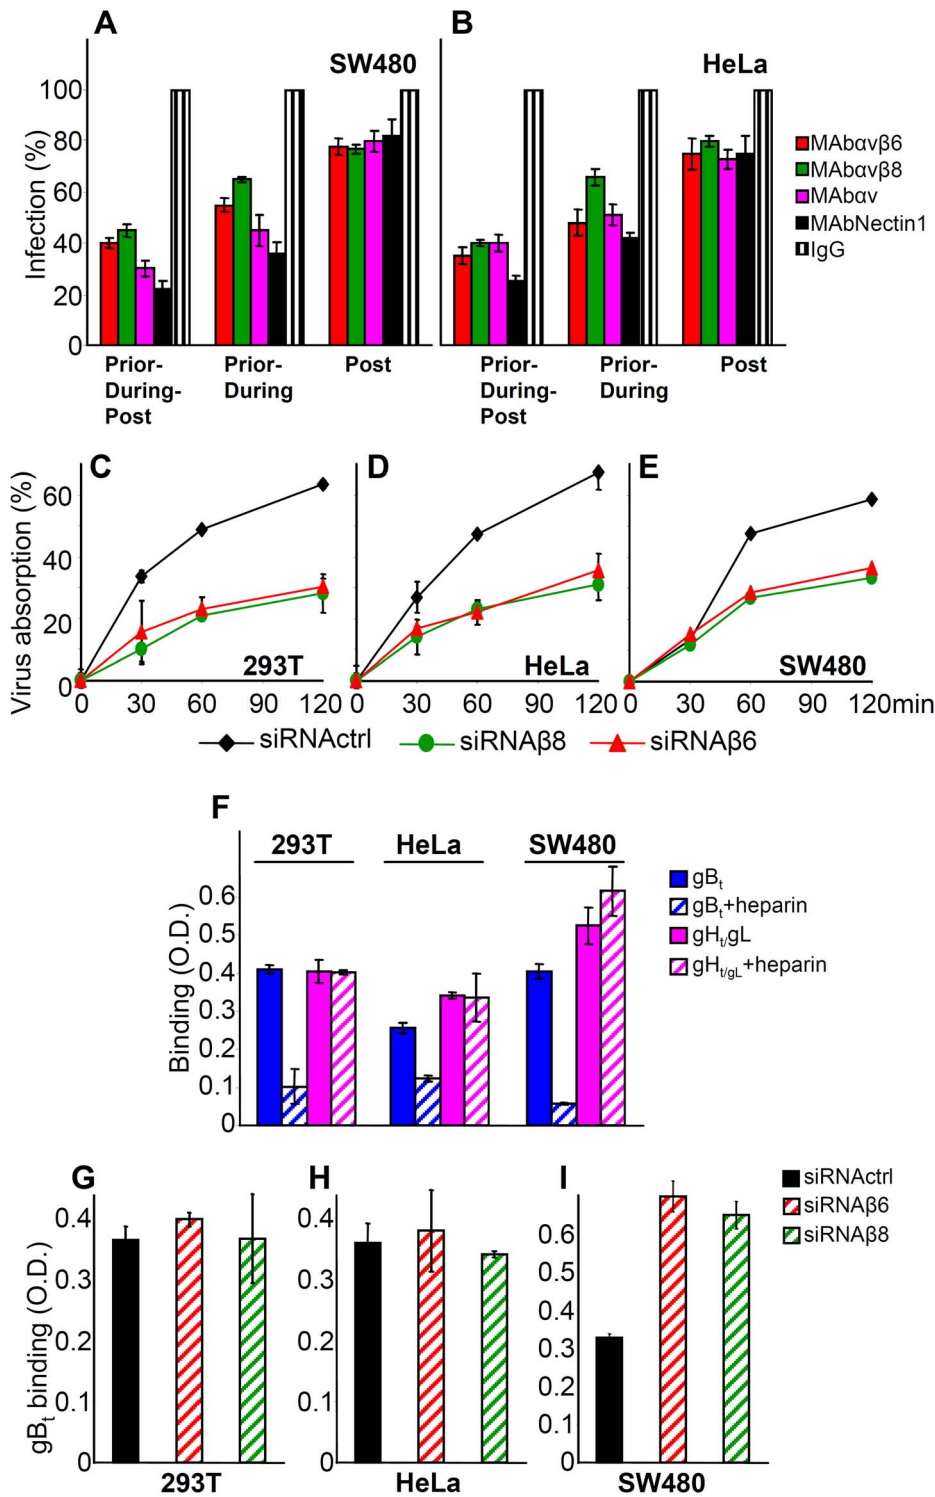 A
B
SW480
HeLa
Infection (%)
100
80
60
40
20
0
MAbαvβ6
MAbαvβ8
MAbαv
MAbNectin1
IgG
Prior-
During-
Post
Prior-
During
Post
Prior-
During-
Post
Prior-
During
Post
C
D
E
Virus absorption (%)
60
40
20
0
293T
HeLa
SW480
0 30 60 90 120
0 30 60 90 120
0 30 60 90 120min
siRNActrl siRNAβ8 siRNAβ6
F
293T HeLa SW480
Binding (O.D.)
0.6
0.5
0.4
0.3
0.2
0.1
0
gBt
gBt+heparin
gHt/gL
gHt/gL+heparin
G
H
I
siRNActrl
siRNAβ6
siRNAβ8
gBt binding (O.D.)
0.4
0.3
0.2
0.1
0
0.4
0.3
0.2
0.1
0
0.6
0.5
0.4
0.3
0.2
0.1
0
293T
HeLa
SW480